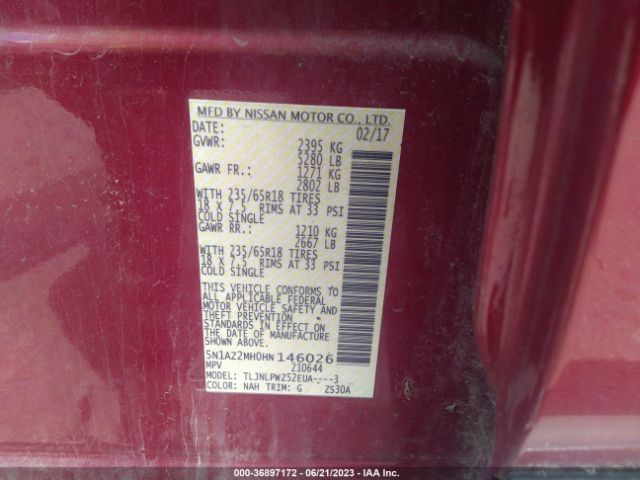 MFD BY NISSAN MOTOR CO., LTD.
DATE: 02/17
GVWR: 2395 KG
5280 LB
GAWR FR.: 1271 KG
2802 LB
WITH 235/65R18 TIRES
18 X 7.5 RIMS AT 33 PSI
COLD SINGLE
GAWR RR.: 1210 KG
2667 LB
WITH 235/65R18 TIRES
18 X 7.5 RIMS AT 33 PSI
COLD SINGLE
THIS VEHICLE CONFORMS TO
ALL APPLICABLE FEDERAL
MOTOR VEHICLE SAFETY AND
THEFT PREVENTION
STANDARDS IN EFFECT ON
THE DATE OF MANUFACTURE
SHOWN ABOVE.
5N1AZ2MH0HN 146026
MPV 210644
MODEL: TLJNLPWZ52EUA----3
COLOR: NAH TRIM: G ZS30A
000-36897172 — 06/21/2023 — IAA Inc.